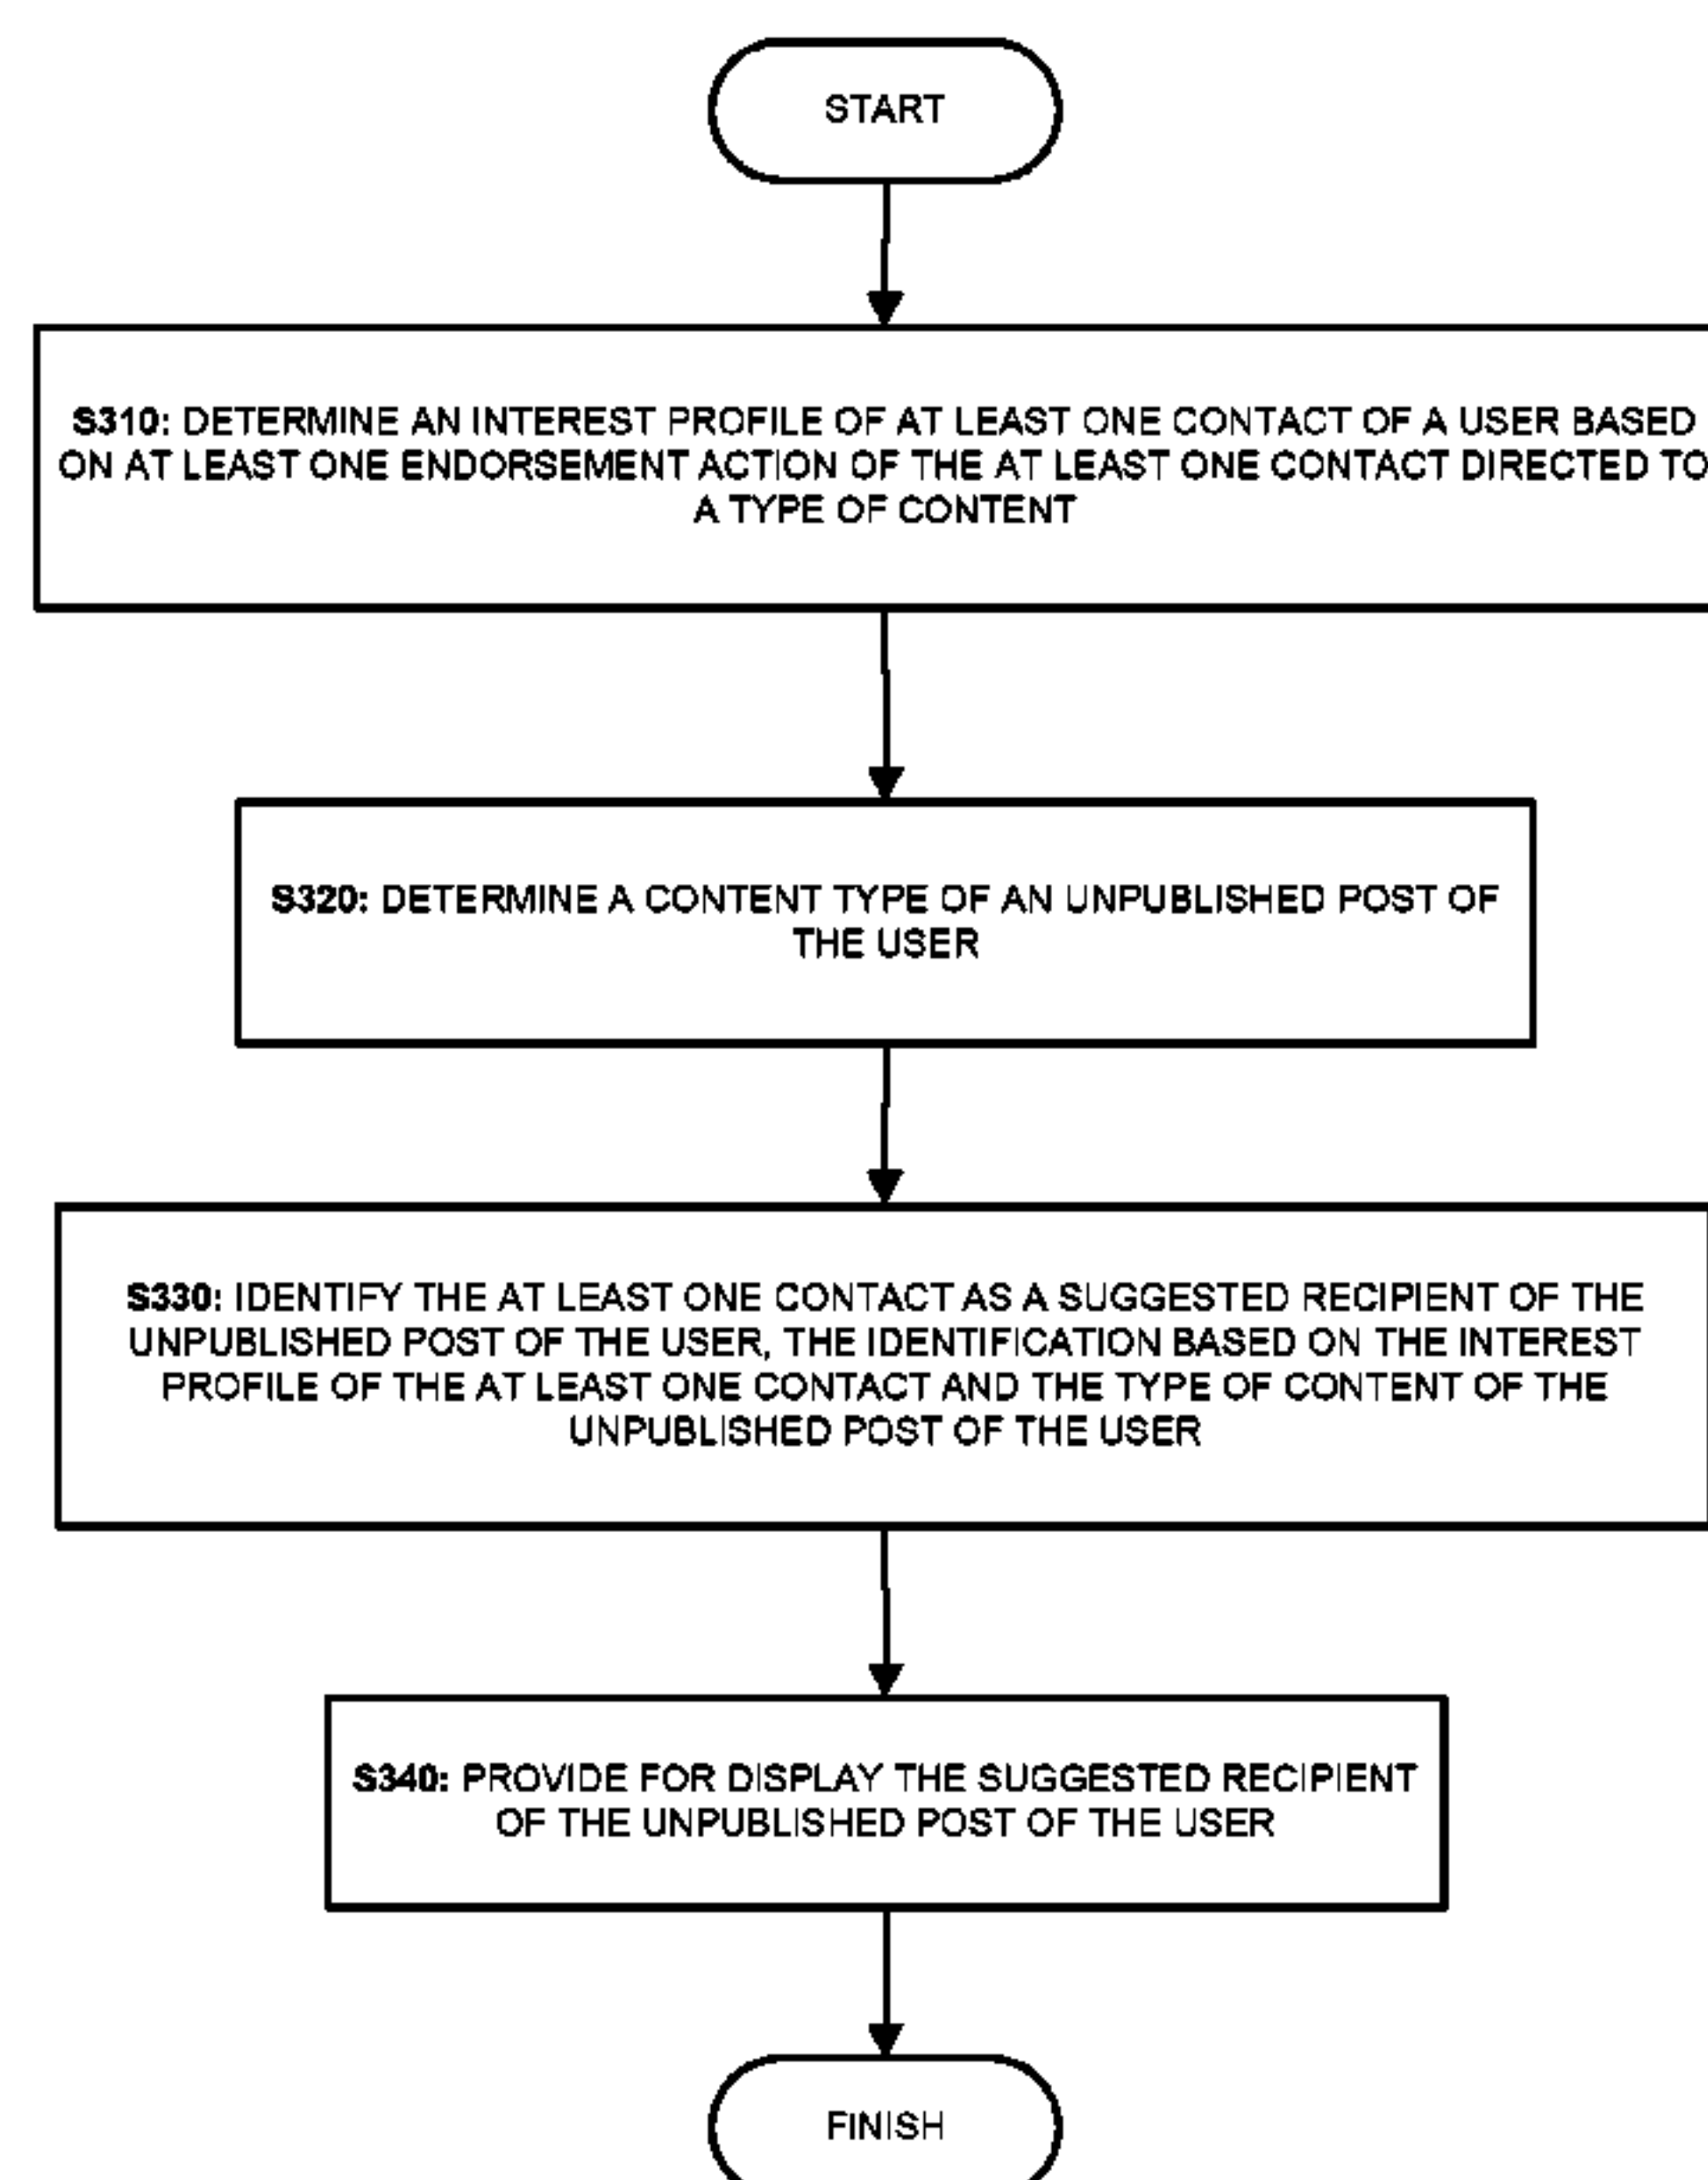 START
S310: DETERMINE AN INTEREST PROFILE OF AT LEAST ONE CONTACT OF A USER BASED
ON AT LEAST ONE ENDORSEMENT ACTION OF THE AT LEAST ONE CONTACT DIRECTED TO
A TYPE OF CONTENT
S320: DETERMINE A CONTENT TYPE OF AN UNPUBLISHED POST OF
THE USER
S330: IDENTIFY THE AT LEAST ONE CONTACT AS A SUGGESTED RECIPIENT OF THE
UNPUBLISHED POST OF THE USER, THE IDENTIFICATION BASED ON THE INTEREST
PROFILE OF THE AT LEAST ONE CONTACT AND THE TYPE OF CONTENT OF THE
UNPUBLISHED POST OF THE USER
S340: PROVIDE FOR DISPLAY THE SUGGESTED RECIPIENT
OF THE UNPUBLISHED POST OF THE USER
FINISH